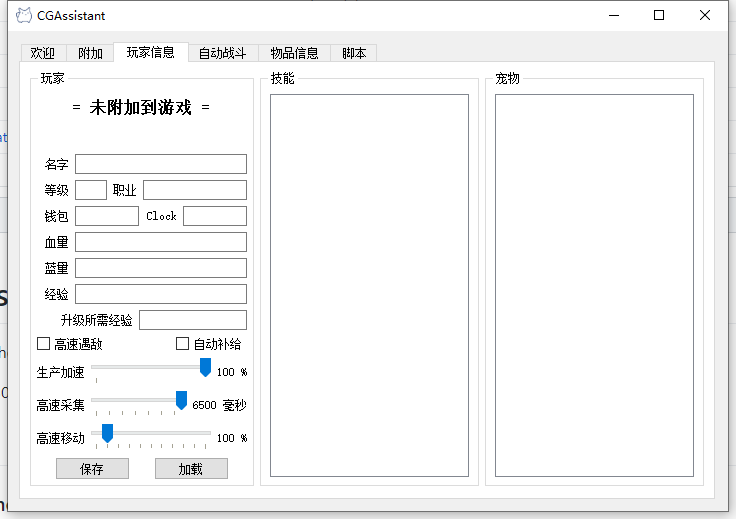 CGAssistant
欢迎 附加 玩家信息 自动战斗 物品信息 脚本
玩家
= 未附加到游戏 =
名字
等级 职业
钱包 Clock
血量
蓝量
经验
升级所需经验
高速遇敌 自动补给
生产加速 100 %
高速采集 6500 毫秒
高速移动 100 %
保存 加载
技能
宠物